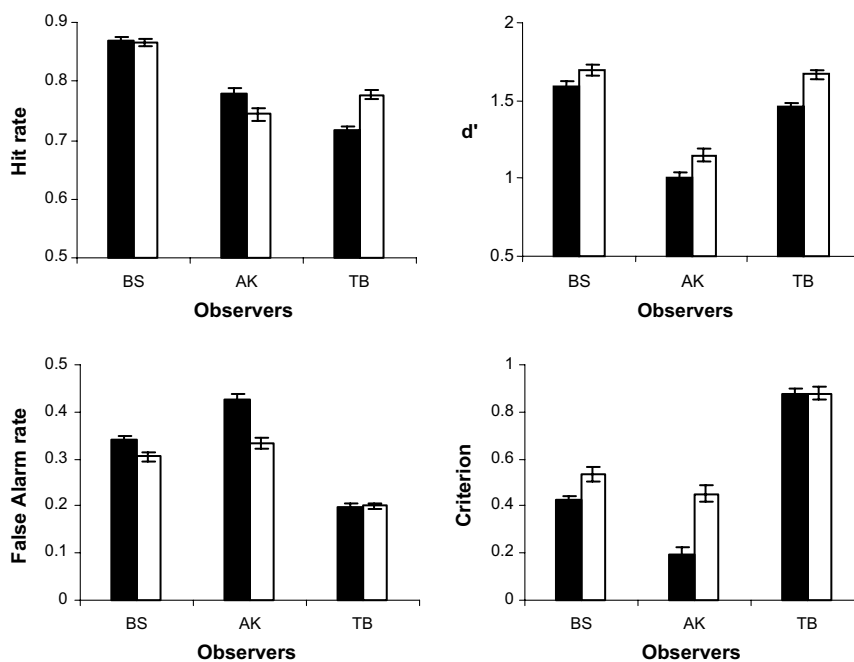 0.9
0.8
0.7
0.6
0.5
Hit rate
BS AK TB
Observers
2
1.5
1
0.5
d'
BS AK TB
Observers
0.5
0.4
0.3
0.2
0.1
0
False Alarm rate
BS AK TB
Observers
1
0.8
0.6
0.4
0.2
0
Criterion
BS AK TB
Observers